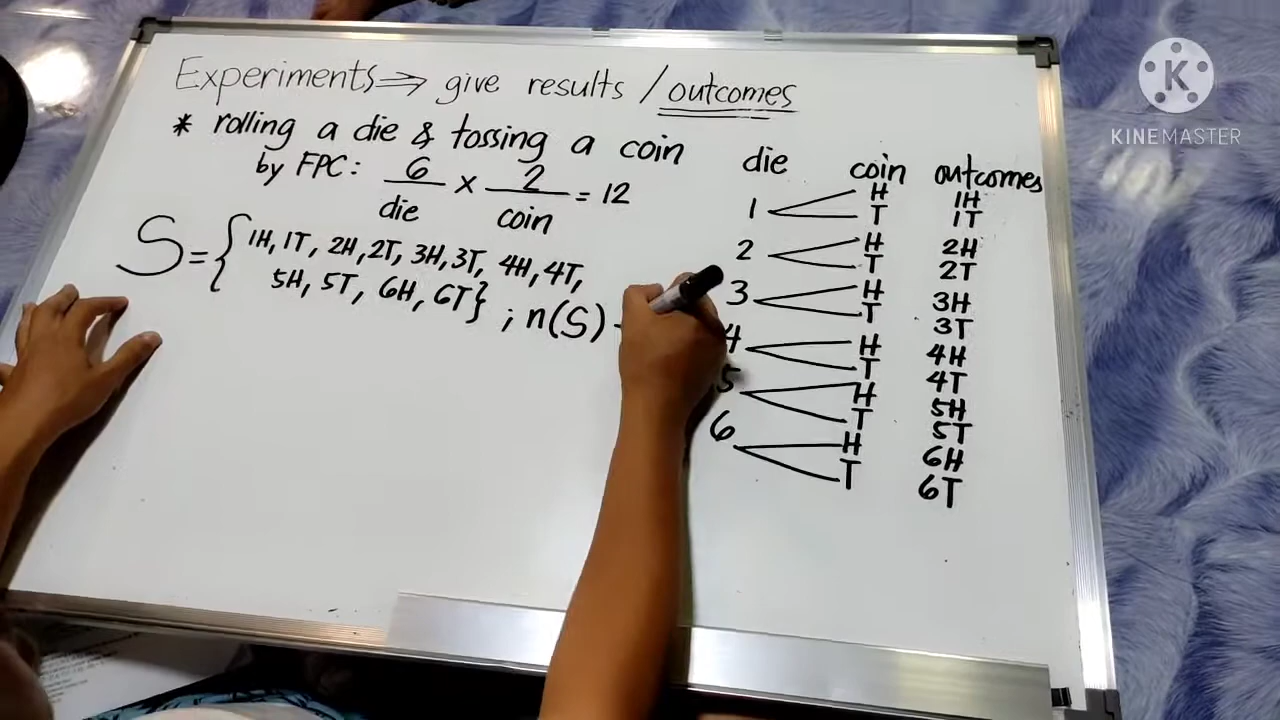 Experiments ⇒ give results / outcomes
* rolling a die & tossing a coin
by FPC: 6 x 2 = 12
die coin
S = { 1H, 1T, 2H, 2T, 3H, 3T, 4H, 4T,
5H, 5T, 6H, 6T} ; n(S)
die coin outcomes
1 H 1H
T 1T
2 H 2H
T 2T
3 H 3H
T 3T
4 H 4H
T 4T
5 H 5H
T 5T
6 H 6H
T 6T
K
KINEMASTER